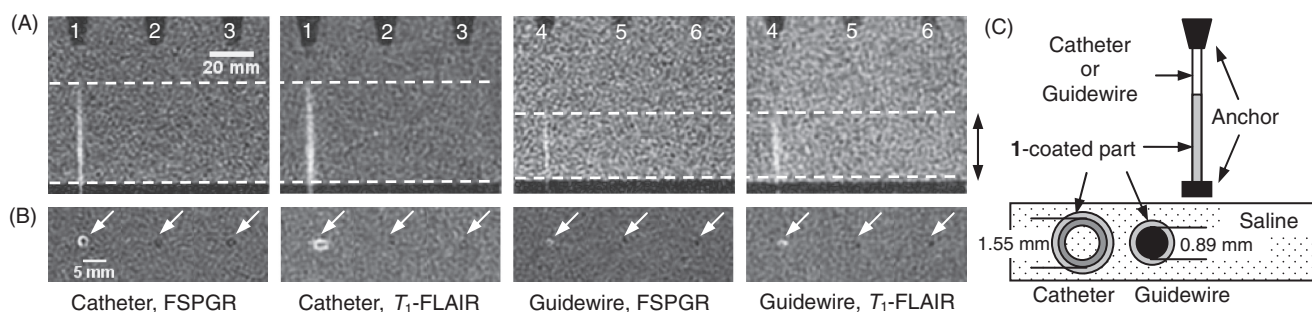 (A)
1 2 3
20 mm
1 2 3
4 5 6
4 5 6
(B)
5 mm
Catheter, FSPGR
Catheter, T₁-FLAIR
Guidewire, FSPGR
Guidewire, T₁-FLAIR
(C)
Catheter
or
Guidewire
Anchor
1-coated part
Saline
1.55 mm
0.89 mm
Catheter Guidewire